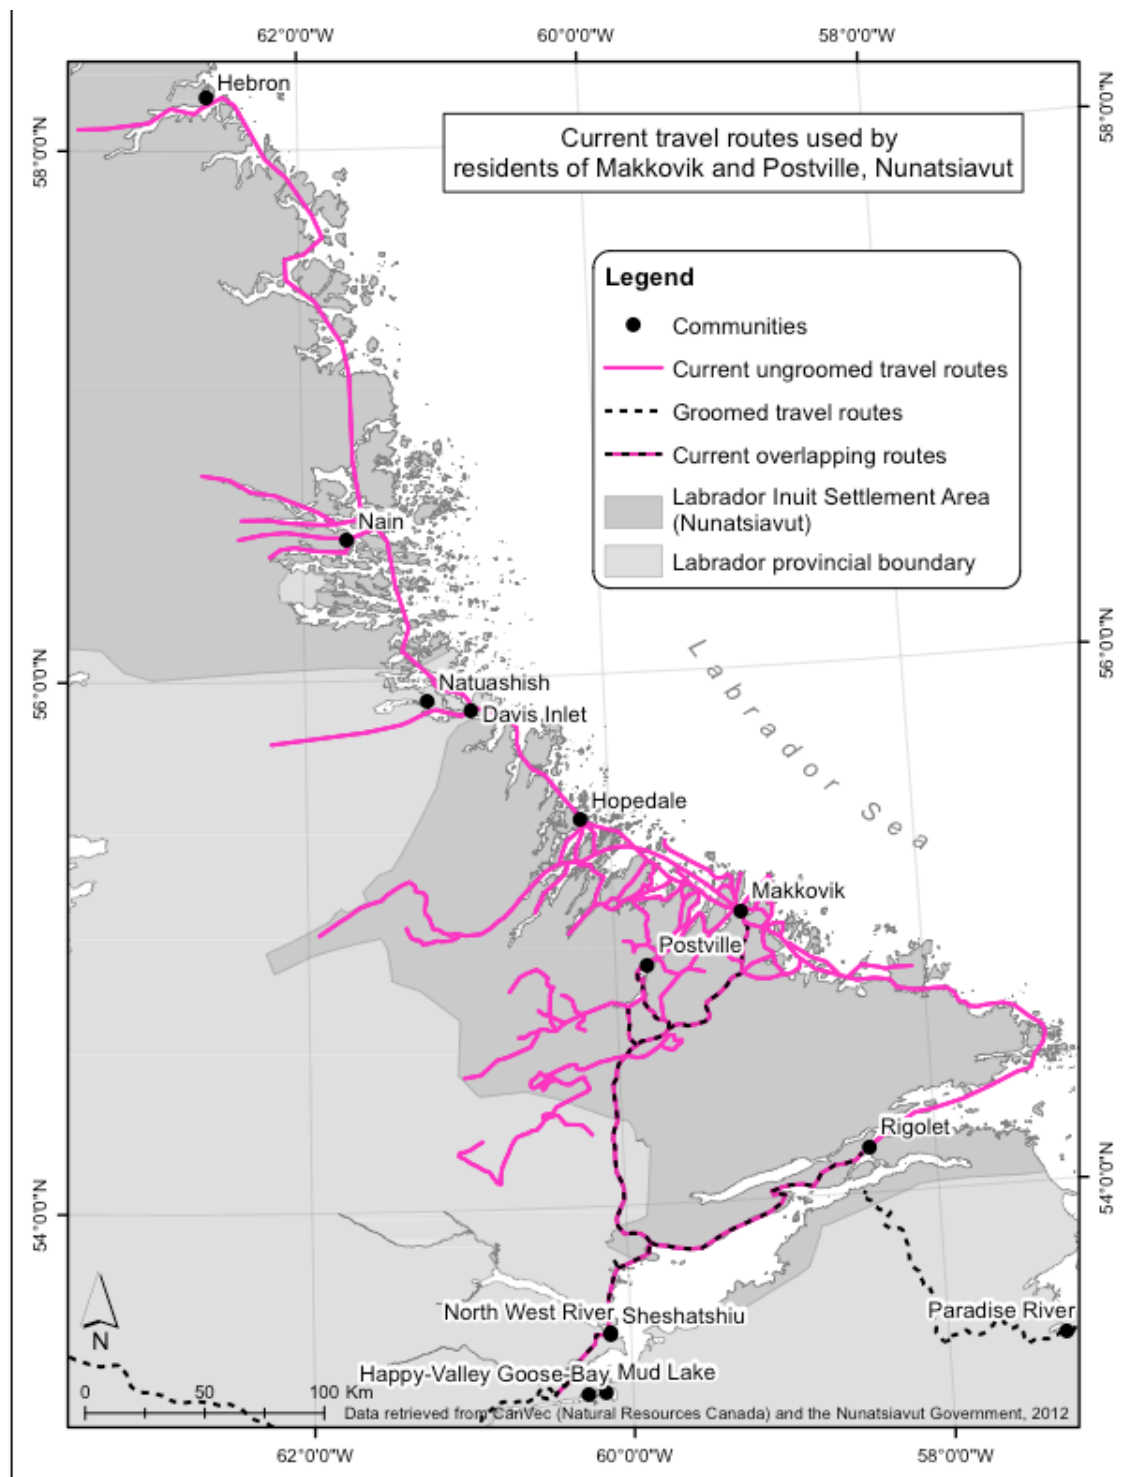 62°0'0"W
60°0'0"W
58°0'0"W
Hebron
58°0'0"N
58°0'0"N
Current travel routes used by
residents of Makkovik and Postville, Nunatsiavut
Legend
Communities
Current ungroomed travel routes
Groomed travel routes
Current overlapping routes
Labrador Inuit Settlement Area
(Nunatsiavut)
Labrador provincial boundary
Nain
Labrador Sea
56°0'0"N
56°0'0"N
Natuashish
Davis Inlet
Hopedale
Makkovik
Postville
Rigolet
54°0'0"N
54°0'0"N
North West River
Sheshatshiu
Paradise River
Happy-Valley Goose-Bay
Mud Lake
N
0 50 100 Km
Data retrieved from CanVec (Natural Resources Canada) and the Nunatsiavut Government, 2012
62°0'0"W
60°0'0"W
58°0'0"W